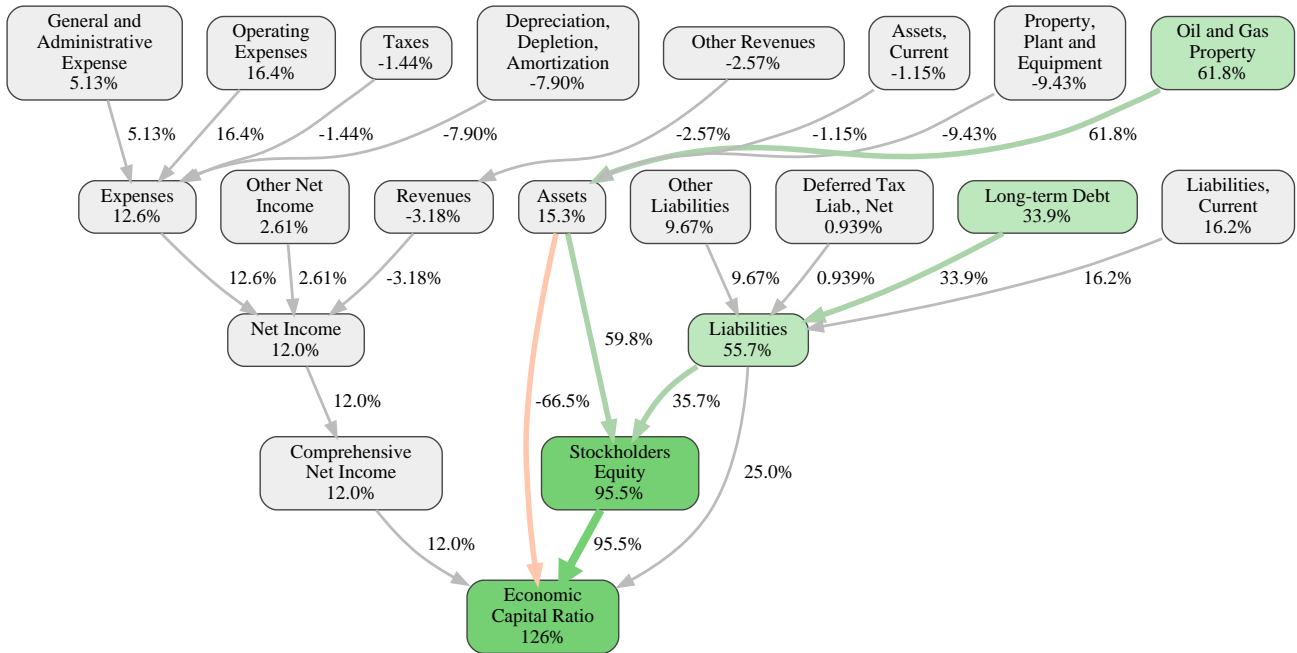 General and
Administrative
Expense
5.13%
Operating
Expenses
16.4%
Taxes
-1.44%
Depreciation,
Depletion,
Amortization
-7.90%
Other Revenues
-2.57%
Assets,
Current
-1.15%
Property,
Plant and
Equipment
-9.43%
Oil and Gas
Property
61.8%
5.13%
16.4%
-1.44%
-7.90%
-2.57%
-1.15%
-9.43%
61.8%
Expenses
12.6%
Other Net
Income
2.61%
Revenues
-3.18%
Assets
15.3%
Other
Liabilities
9.67%
Deferred Tax
Liab., Net
0.939%
Long-term Debt
33.9%
Liabilities,
Current
16.2%
12.6%
2.61%
-3.18%
9.67%
0.939%
33.9%
16.2%
Net Income
12.0%
59.8%
Liabilities
55.7%
12.0%
-66.5%
35.7%
Comprehensive
Net Income
12.0%
Stockholders
Equity
95.5%
25.0%
12.0%
95.5%
Economic
Capital Ratio
126%